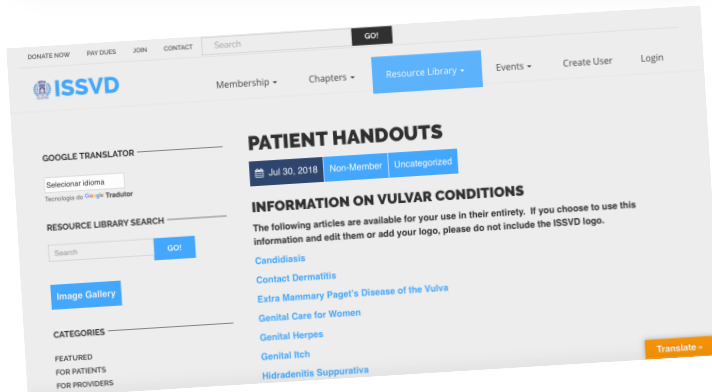 DONATE NOW PAY DUES JOIN CONTACT Search GO!
ISSVD Membership Chapters Resource Library Events Create User Login
GOOGLE TRANSLATOR
Selecionar idioma
Tecnologia do Google Tradutor
RESOURCE LIBRARY SEARCH
Search GO!
Image Gallery
CATEGORIES
FEATURED
FOR PATIENTS
FOR PROVIDERS
PATIENT HANDOUTS
Jul 30, 2018 Non-Member Uncategorized
INFORMATION ON VULVAR CONDITIONS
The following articles are available for your use in their entirety. If you choose to use this
information and edit them or add your logo, please do not include the ISSVD logo.
Candidiasis
Contact Dermatitis
Extra Mammary Paget's Disease of the Vulva
Genital Care for Women
Genital Herpes
Genital Itch
Hidradenitis Suppurativa
Translate »